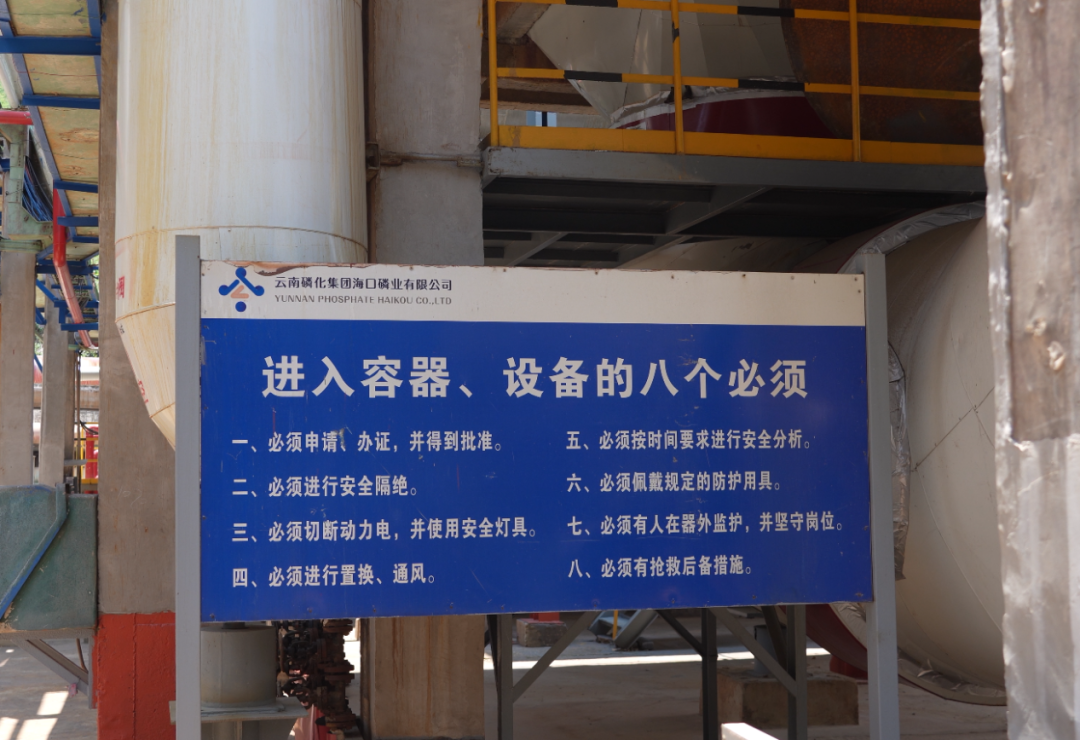 云南磷化集团海口磷业有限公司
YUNNAN PHOSPHATE HAIKOU CO.,LTD
进入容器、设备的八个必须
一、必须申请、办证，并得到批准。
二、必须进行安全隔绝。
三、必须切断动力电，并使用安全灯具。
四、必须进行置换、通风。
五、必须按时间要求进行安全分析。
六、必须佩戴规定的防护用具。
七、必须有人在器外监护，并坚守岗位。
八、必须有抢救后备措施。